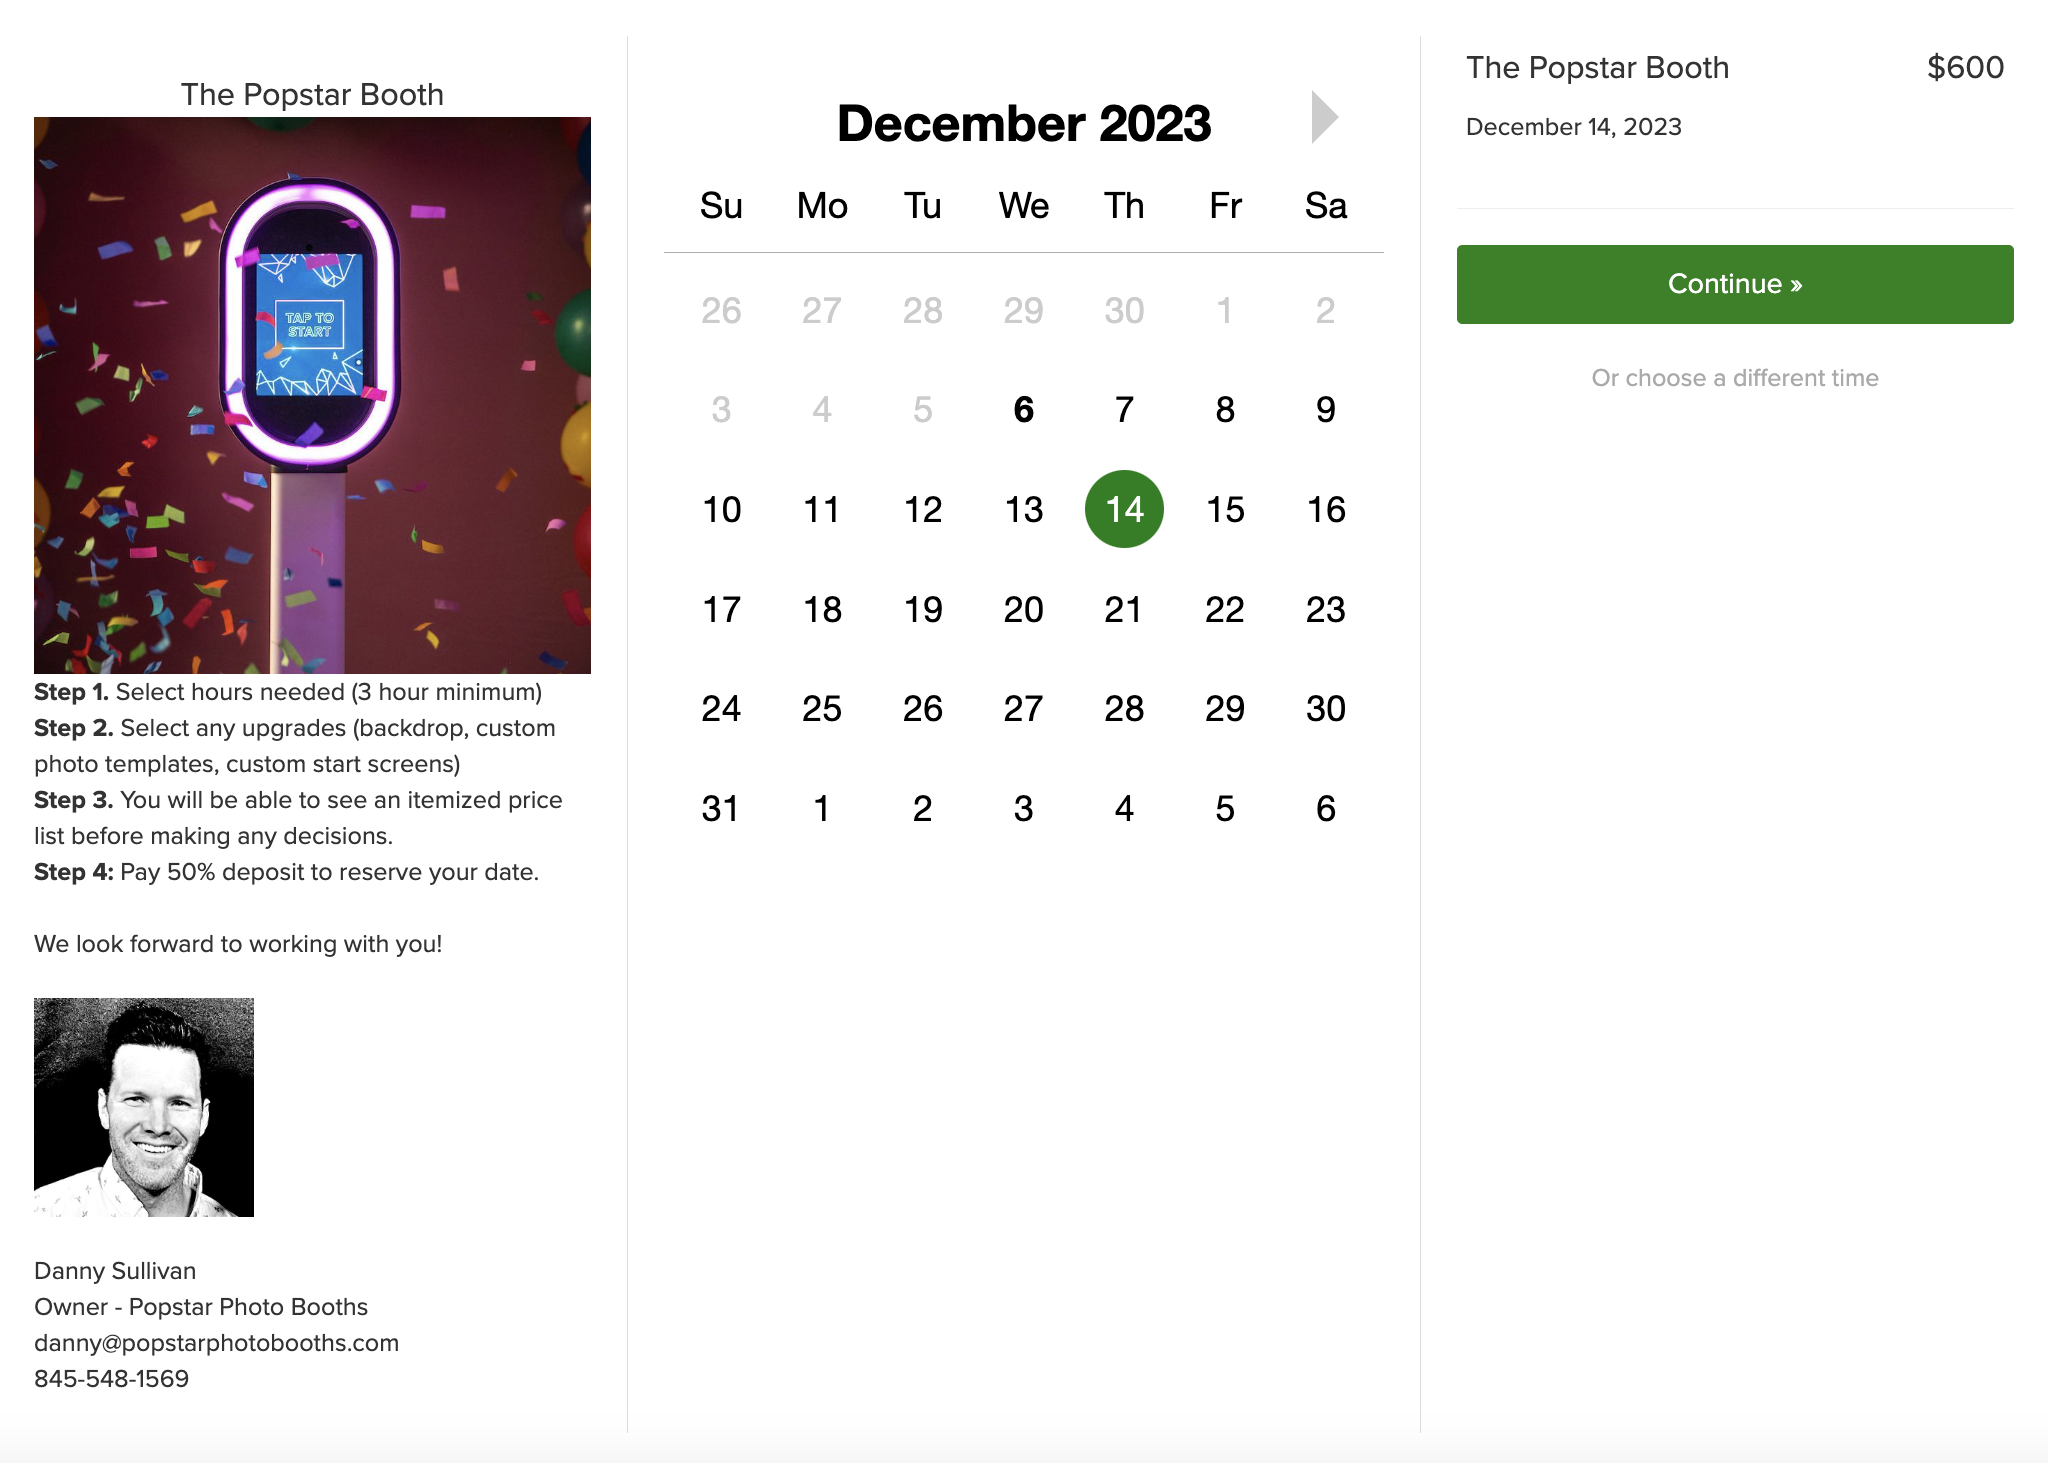 The Popstar Booth
TAP TO
START
Step 1. Select hours needed (3 hour minimum)
Step 2. Select any upgrades (backdrop, custom
photo templates, custom start screens)
Step 3. You will be able to see an itemized price
list before making any decisions.
Step 4: Pay 50% deposit to reserve your date.
We look forward to working with you!
Danny Sullivan
Owner - Popstar Photo Booths
danny@popstarphotobooths.com
845-548-1569
December 2023
Su Mo Tu We Th Fr Sa
26 27 28 29 30 1 2
3 4 5 6 7 8 9
10 11 12 13 14 15 16
17 18 19 20 21 22 23
24 25 26 27 28 29 30
31 1 2 3 4 5 6
The Popstar Booth $600
December 14, 2023
Continue »
Or choose a different time